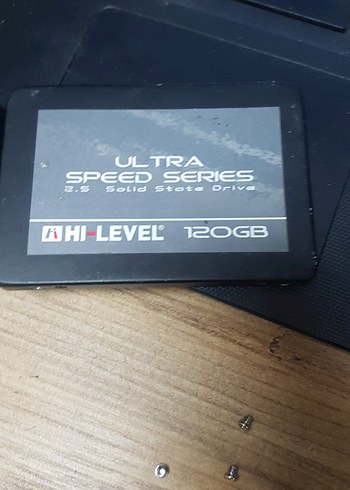 ULTRA
SPEED SERIES
2.5 Solid State Drive
HI-LEVEL® 120GB